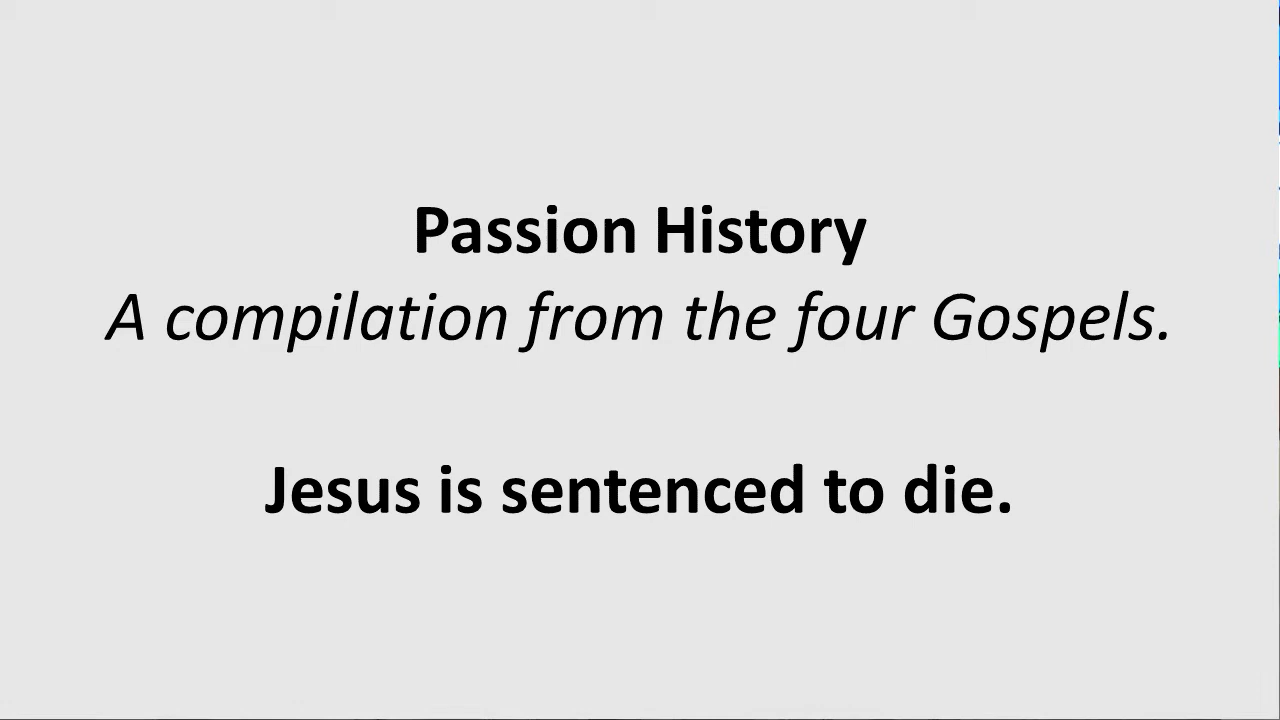 Passion History
A compilation from the four Gospels.
Jesus is sentenced to die.